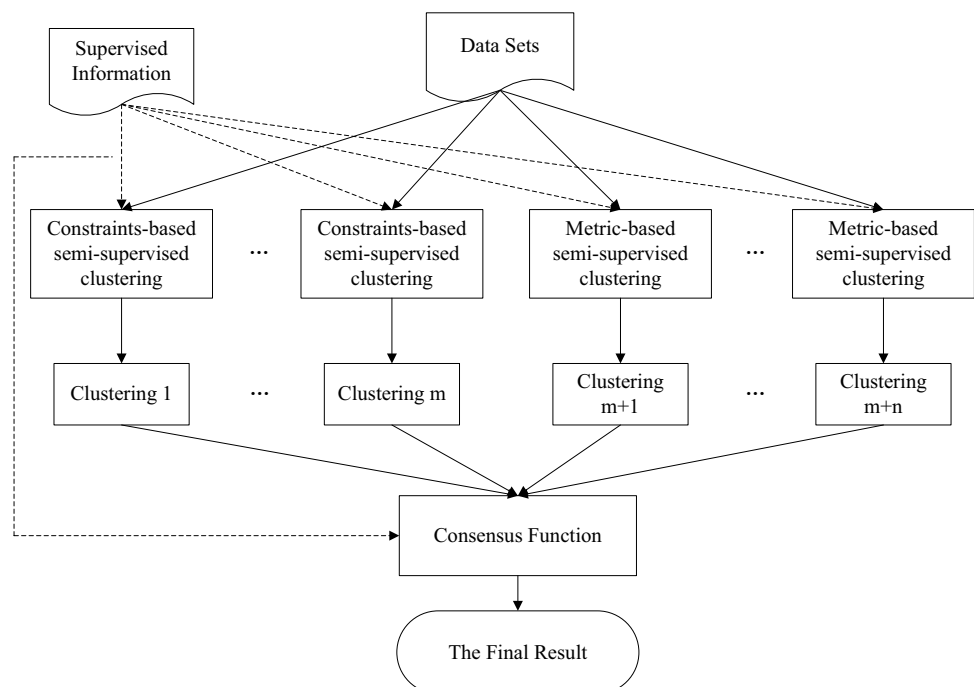 Supervised
Information
Data Sets
Constraints-based
semi-supervised
clustering
...
Constraints-based
semi-supervised
clustering
Metric-based
semi-supervised
clustering
...
Metric-based
semi-supervised
clustering
Clustering 1
...
Clustering m
Clustering
m+1
...
Clustering
m+n
Consensus Function
The Final Result